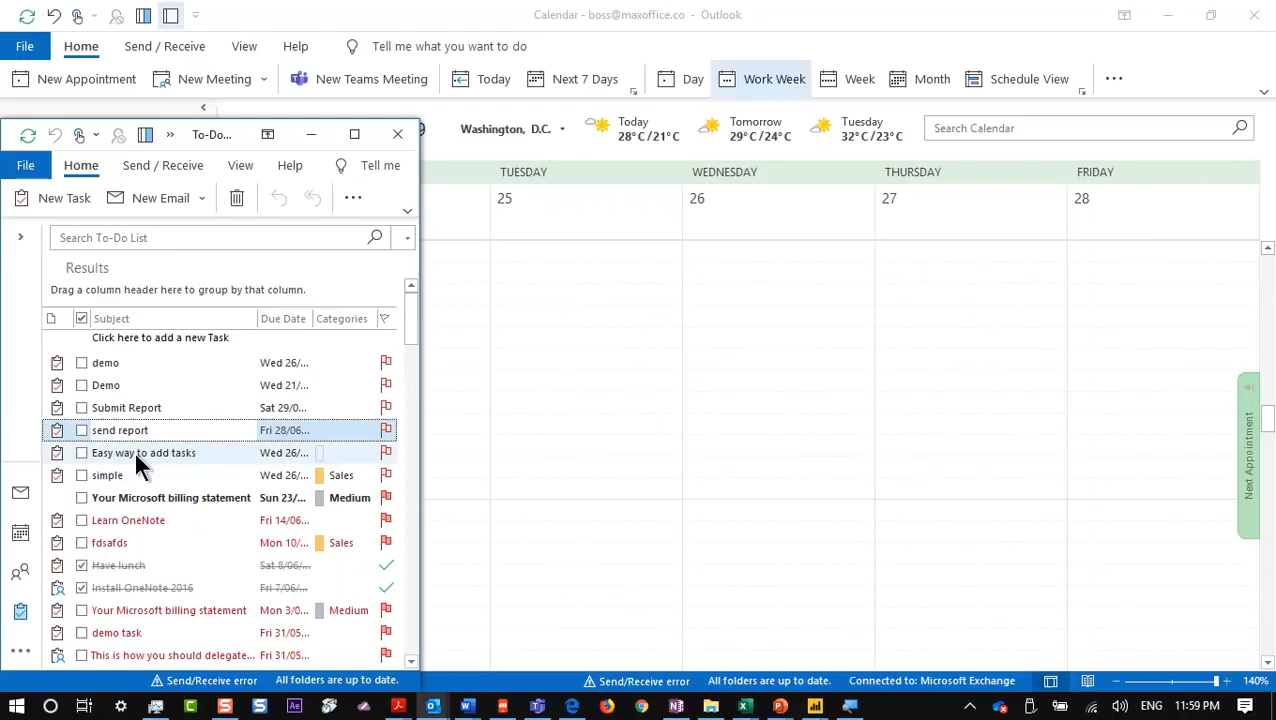 Calendar - boss@maxoffice.co - Outlook
File Home Send / Receive View Help Tell me what you want to do
New Appointment New Meeting New Teams Meeting Today Next 7 Days Day Work Week Week Month Schedule View
9 Washington, D.C. Today 28°C/21°C Tomorrow 29°C/24°C Tuesday 32°C/23°C Search Calendar
TUESDAY WEDNESDAY THURSDAY FRIDAY
25 26 27 28
Next Appointment
To-Do...
File Home Send / Receive View Help Tell me
New Task New Email
Search To-Do List
Results
Drag a column header here to group by that column.
Subject Due Date Categories
Click here to add a new Task
demo Wed 26/...
Demo Wed 21/...
Submit Report Sat 29/0...
send report Fri 28/06...
Easy way to add tasks Wed 26/...
simple Wed 26/... Sales
Your Microsoft billing statement Sun 23/... Medium
Learn OneNote Fri 14/06...
fdsafds Mon 10/... Sales
Have lunch Sat 8/06/...
Install OneNote 2016 Fri 7/06/...
Your Microsoft billing statement Mon 3/0... Medium
demo task Fri 31/05...
This is how you should delegate... Fri 31/05...
Send/Receive error All folders are up to date.
Send/Receive error All folders are up to date. Connected to: Microsoft Exchange 140%
ENG 11:59 PM